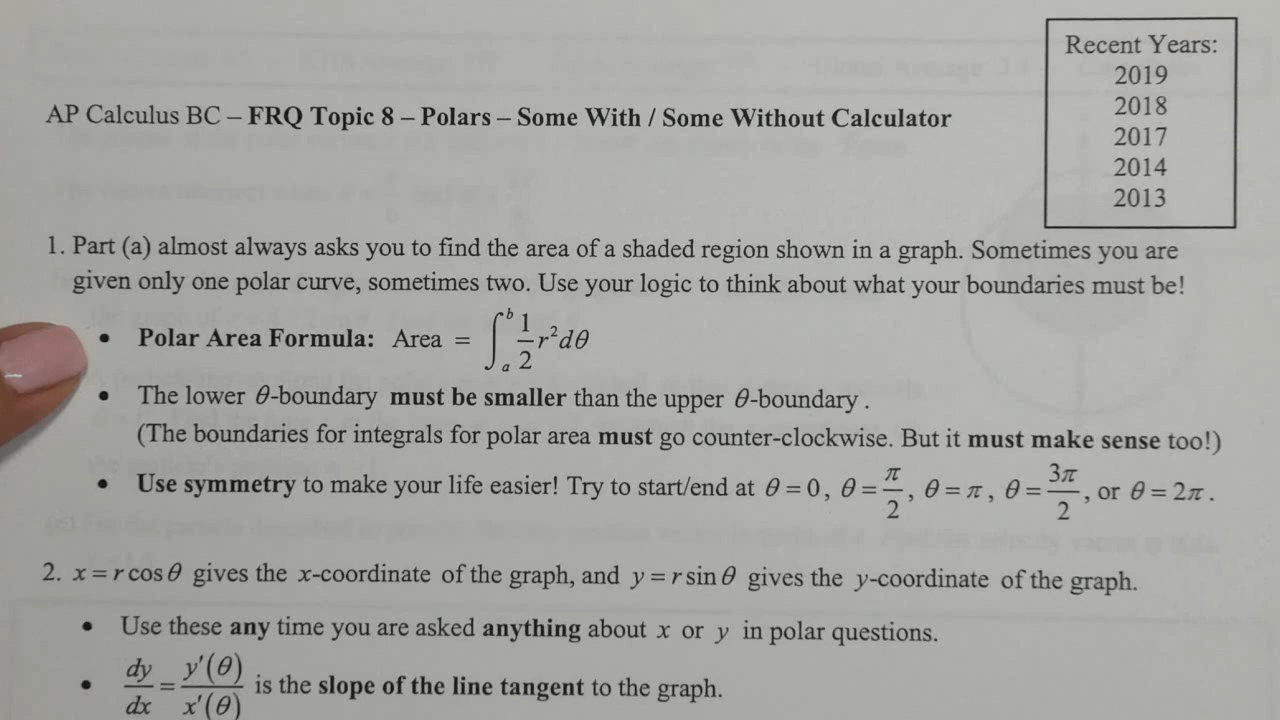 Recent Years:
2019
2018
2017
2014
2013
AP Calculus BC – FRQ Topic 8 – Polars – Some With / Some Without Calculator
1. Part (a) almost always asks you to find the area of a shaded region shown in a graph. Sometimes you are
given only one polar curve, sometimes two. Use your logic to think about what your boundaries must be!
• Polar Area Formula: Area = ∫_a^b 1/2 r² dθ
• The lower θ-boundary must be smaller than the upper θ-boundary .
(The boundaries for integrals for polar area must go counter-clockwise. But it must make sense too!)
• Use symmetry to make your life easier! Try to start/end at θ = 0, θ = π/2, θ = π, θ = 3π/2, or θ = 2π.
2. x = r cos θ gives the x-coordinate of the graph, and y = r sin θ gives the y-coordinate of the graph.
• Use these any time you are asked anything about x or y in polar questions.
• dy/dx = y'(θ)/x'(θ) is the slope of the line tangent to the graph.